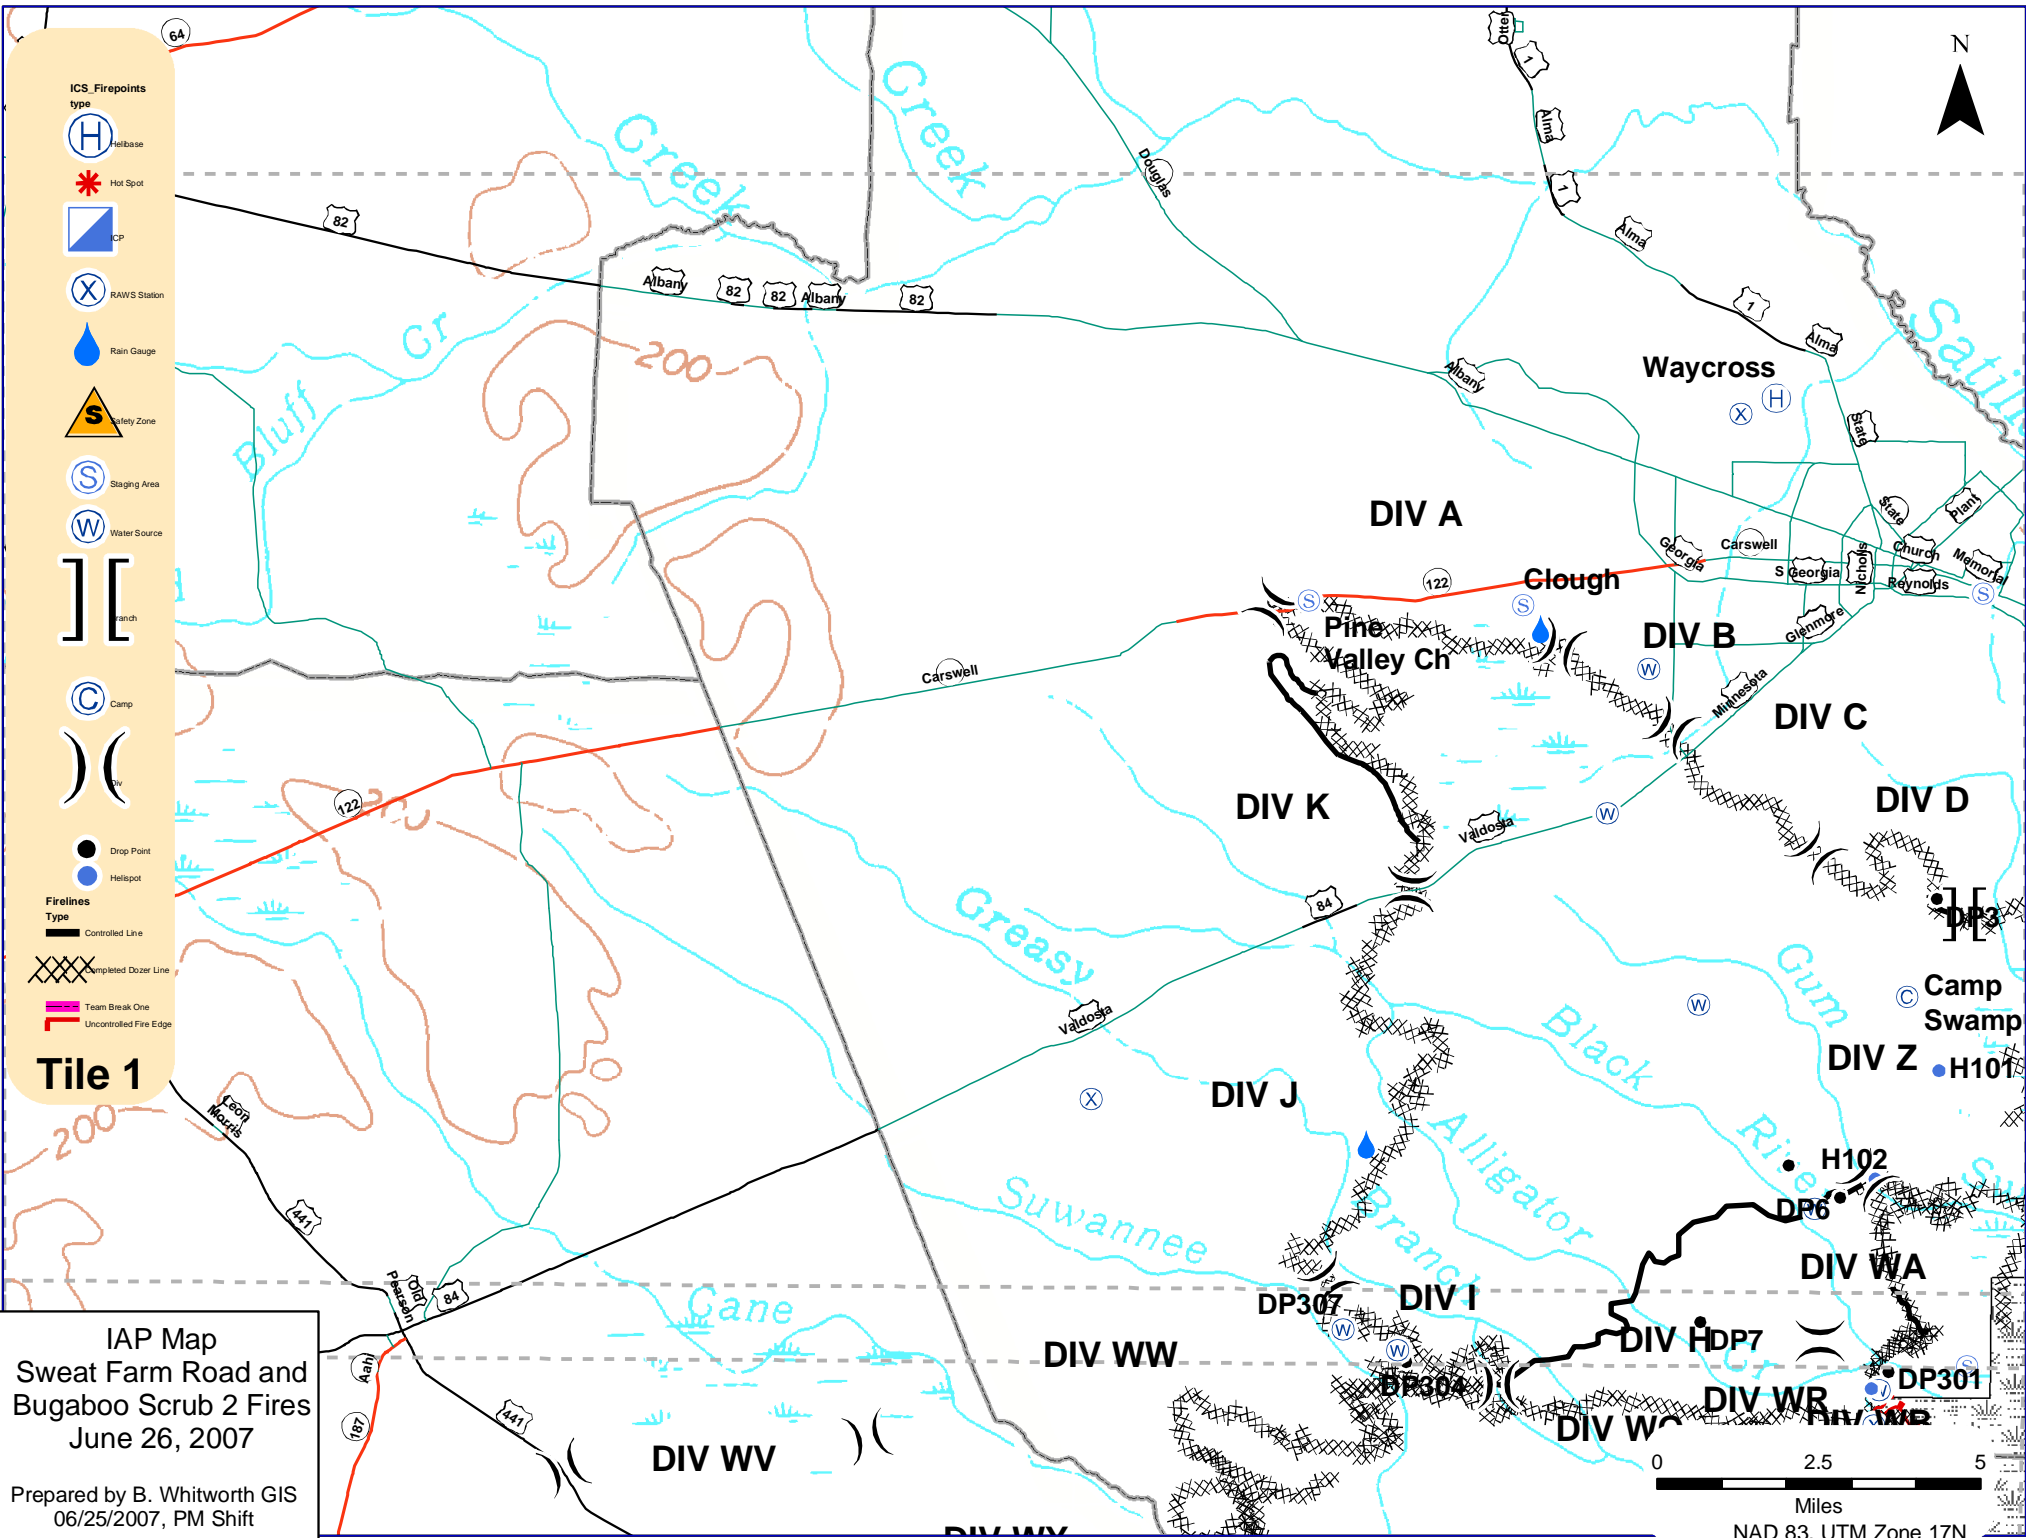 ICS_Firepoints
type
H
Helibase
Hot Spot
ICP
X
RAWS Station
Rain Gauge
S
Safety Zone
S
Staging Area
W
Water Source
Camp
C
Div
Drop Point
Helispot
Firelines
Type
Controlled Line
Completed Dozer Line
Team Break One
Uncontrolled Fire Edge
Tile 1
N
64
Otter
1
Alma
1
Alma
1
Alma
Douglas
Creek
Creek
82
Albany
82
82
Albany
82
Bluff Cr
200
Albany
Waycross
X
H
State
State
Plant
Satill
DIV A
Georgia
Carswell
S Georgia
Nicholls
Church
Reynolds
Memorial
Glenmore
S
122
Clough
S
S
Pine
Valley Ch
DIV B
W
Minnesota
DIV C
Carswell
DIV K
Valdosta
W
DIV D
122
200
84
DP3
Greasy
Valdosta
Gum
W
C
Camp
Swamp
Black
River
DIV Z
H101
X
DIV J
Alligator
Branch
Suwannee
H102
DP6
W
DIV WA
200
Leon
Morris
441
Old
Pearson
84
Cane
DP307
W
DIV I
DIV H
DP7
Cr
DIV WW
W
DP304
DP301
S
DIV WR
Aahi
187
441
DIV WV
IAP Map
Sweat Farm Road and
Bugaboo Scrub 2 Fires
June 26, 2007
Prepared by B. Whitworth GIS
06/25/2007, PM Shift
0 2.5 5
Miles
NAD 83, UTM Zone 17N